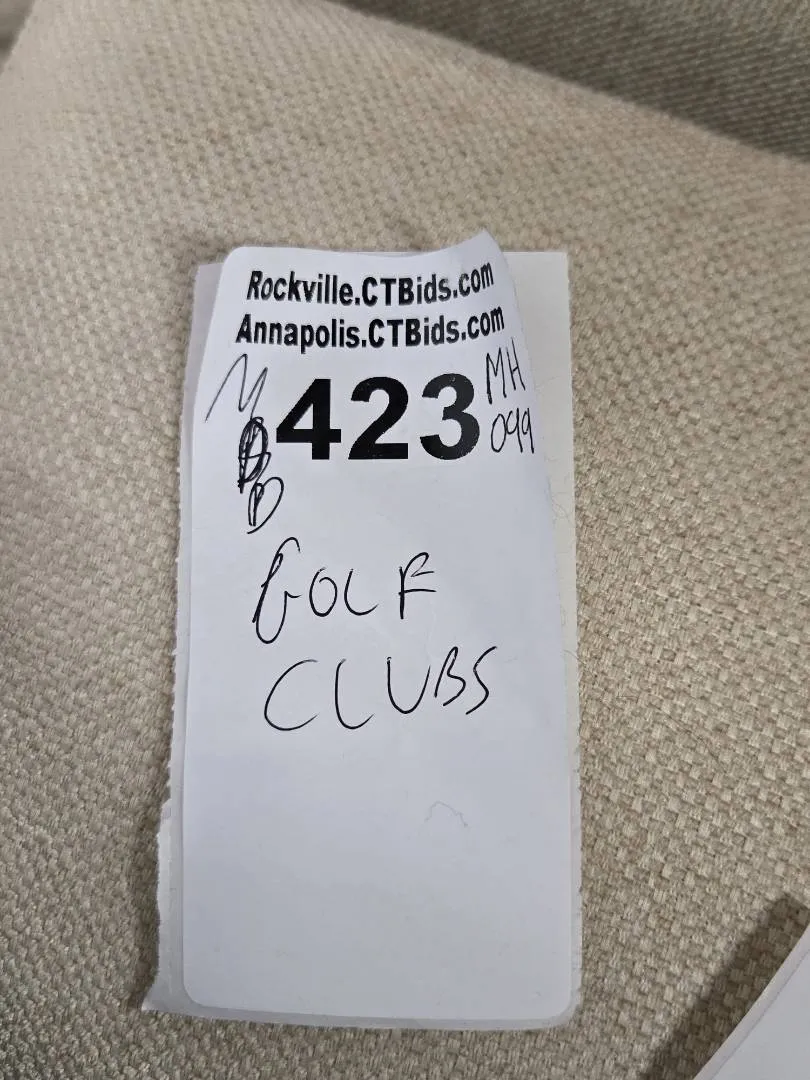 Rockville.CTBids.com
Annapolis.CTBids.com
M 423 MH
D 099
GOLF
CLUBS